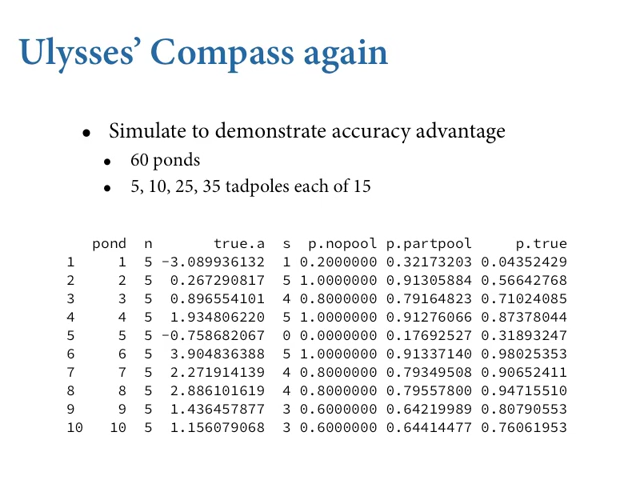 Ulysses’ Compass again
• Simulate to demonstrate accuracy advantage
• 60 ponds
• 5, 10, 25, 35 tadpoles each of 15
pond n true.a s p.nopool p.partpool p.true
1 1 5 -3.089936132 1 0.2000000 0.32173203 0.04352429
2 2 5 0.267290817 5 1.0000000 0.91305884 0.56642768
3 3 5 0.896554101 4 0.8000000 0.79164823 0.71024085
4 4 5 1.934806220 5 1.0000000 0.91276066 0.87378044
5 5 5 -0.758682067 0 0.0000000 0.17692527 0.31893247
6 6 5 3.904836388 5 1.0000000 0.91337140 0.98025353
7 7 5 2.271914139 4 0.8000000 0.79349508 0.90652411
8 8 5 2.886101619 4 0.8000000 0.79557800 0.94715510
9 9 5 1.436457877 3 0.6000000 0.64219989 0.80790553
10 10 5 1.156079068 3 0.6000000 0.64414477 0.76061953